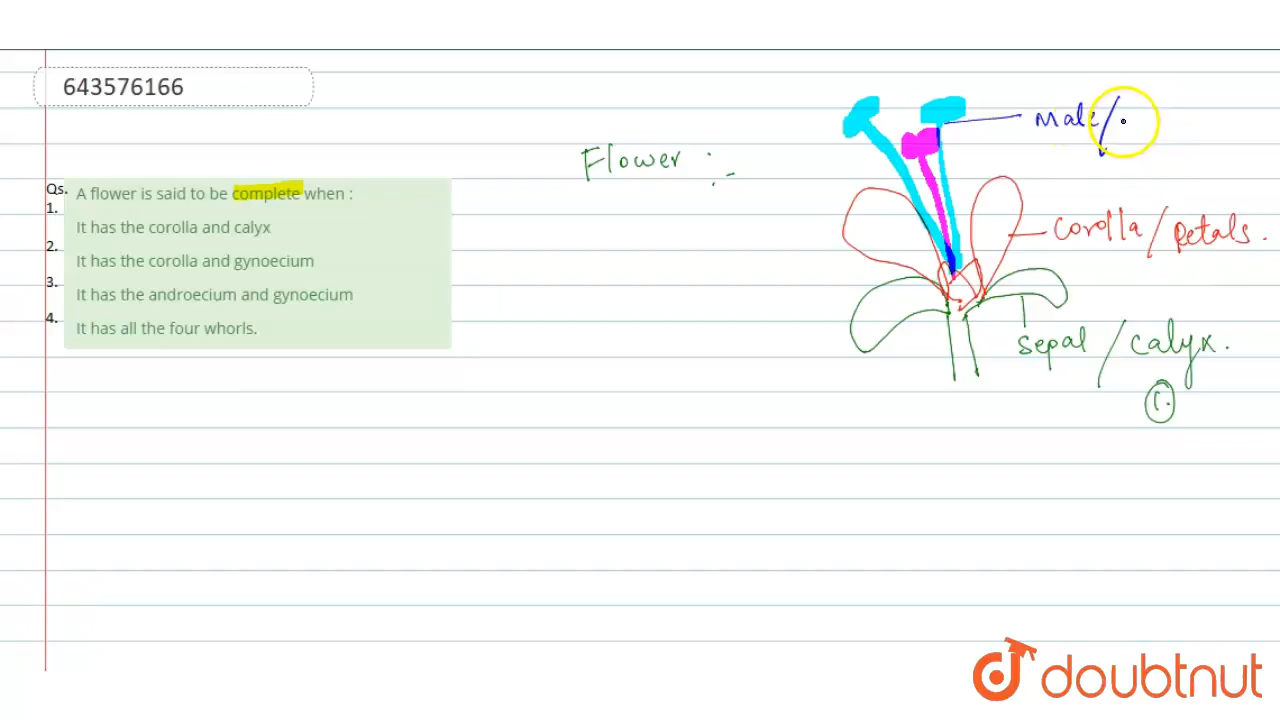 643576166
Qs. A flower is said to be complete when :
1. It has the corolla and calyx
2. It has the corolla and gynoecium
3. It has the androecium and gynoecium
4. It has all the four whorls.
Flower :-
Male/
Corolla/Petals.
Sepal/Calyx.
1.
doubtnut